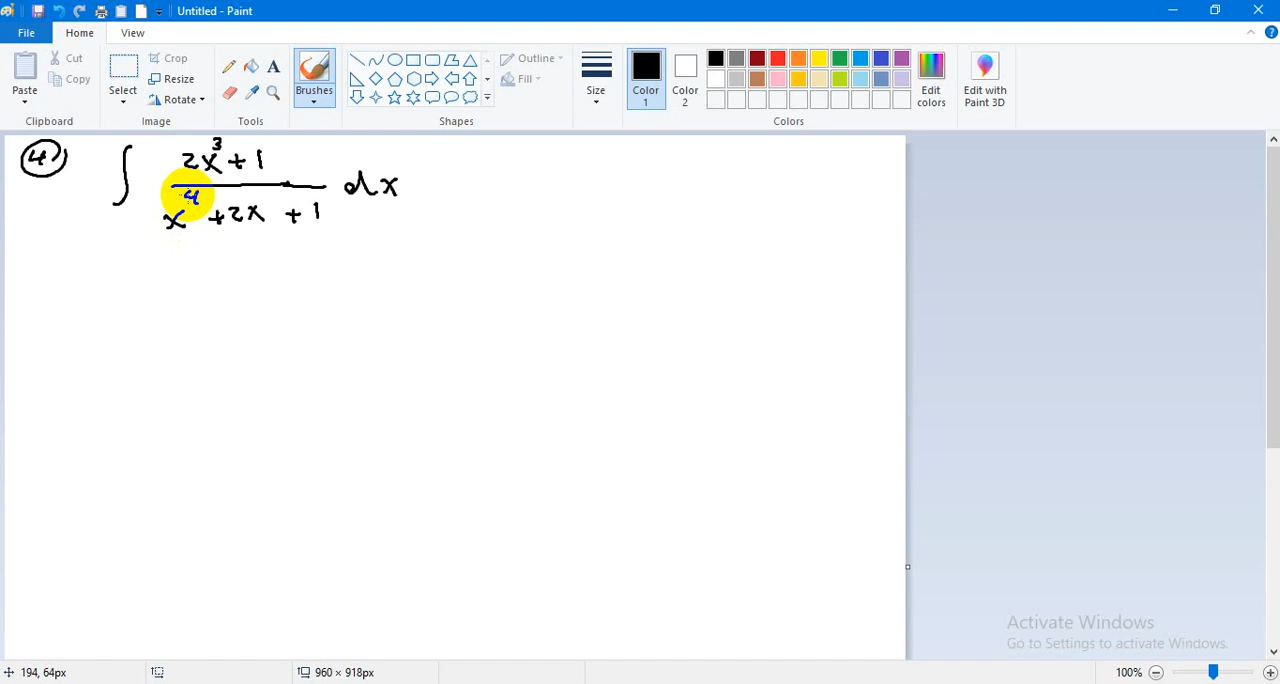 Untitled - Paint
File Home View
Paste
Cut
Copy
Clipboard
Select
Crop
Resize
Rotate
Image
A
Tools
Brushes
Outline
Fill
Shapes
Size
Color 1
Color 2
Edit colors
Edit with Paint 3D
Colors
4
∫ (2x³ + 1) / (x⁴ + 2x + 1) dx
Activate Windows
Go to Settings to activate Windows.
194, 64px
960 × 918px
100%